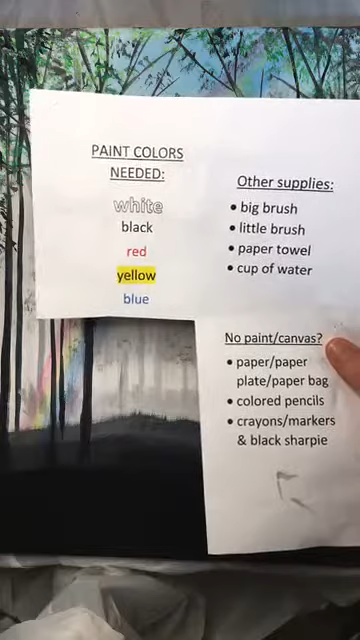 PAINT COLORS
NEEDED:
white
black
red
yellow
blue
Other supplies:
• big brush
• little brush
• paper towel
• cup of water
No paint/canvas?
• paper/paper
plate/paper bag
• colored pencils
• crayons/markers
& black sharpie